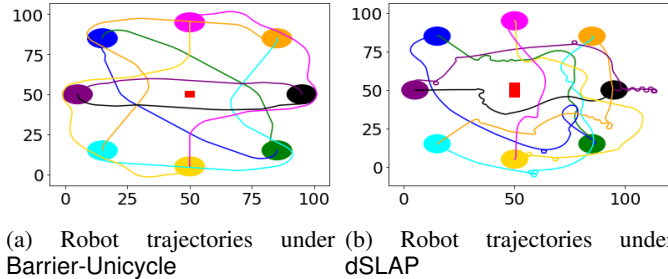 100
75
50
25
0
0 25 50 75 100
100
75
50
25
0
0 50 100
(a) Robot trajectories under
Barrier-Unicycle
(b) Robot trajectories under
dSLAP